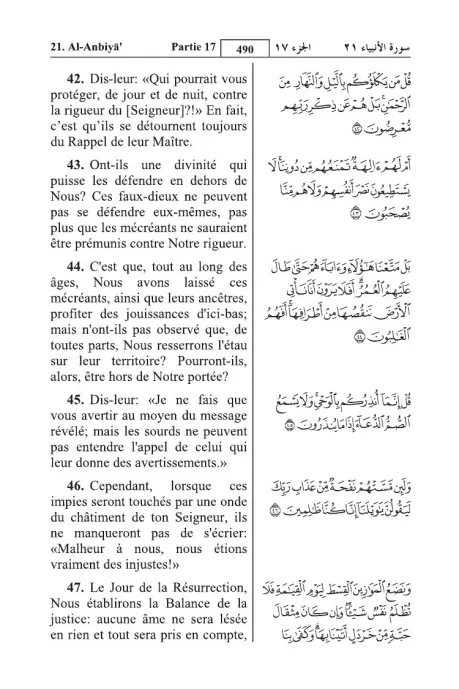 21. Al-Anbiyâ' Partie 17 490 الجزء ١٧ سورة الأنبياء ٢١
42. Dis-leur: «Qui pourrait vous
protéger, de jour et de nuit, contre
la rigueur du [Seigneur]?!» En fait,
c’est qu’ils se détournent toujours
du Rappel de leur Maître.
قُلْ مَن يَكْلَؤُكُم بِالَّيْلِ وَالنَّهَارِ مِنَ
الرَّحْمَٰنِ بَلْ هُمْ عَن ذِكْرِ رَبِّهِم
مُّعْرِضُونَ ٤٢
43. Ont-ils une divinité qui
puisse les défendre en dehors de
Nous? Ces faux-dieux ne peuvent
pas se défendre eux-mêmes, pas
plus que les mécréants ne sauraient
être prémunis contre Notre rigueur.
أَمْ لَهُمْ ءَالِهَةٌ تَمْنَعُهُم مِّن دُونِنَا لَا
يَسْتَطِيعُونَ نَصْرَ أَنفُسِهِمْ وَلَا هُم مِّنَّا
يُصْحَبُونَ ٤٣
44. C'est que, tout au long des
âges, Nous avons laissé ces
mécréants, ainsi que leurs ancêtres,
profiter des jouissances d'ici-bas;
mais n'ont-ils pas observé que, de
toutes parts, Nous resserrons l'étau
sur leur territoire? Pourront-ils,
alors, être hors de Notre portée?
بَلْ مَتَّعْنَا هَٰؤُلَاءِ وَءَابَاءَهُمْ حَتَّىٰ طَالَ
عَلَيْهِمُ الْعُمُرُ أَفَلَا يَرَوْنَ أَنَّا نَأْتِي
الْأَرْضَ نَنقُصُهَا مِنْ أَطْرَافِهَا أَفَهُمُ
الْغَالِبُونَ ٤٤
45. Dis-leur: «Je ne fais que
vous avertir au moyen du message
révélé; mais les sourds ne peuvent
pas entendre l'appel de celui qui
leur donne des avertissements.»
قُلْ إِنَّمَا أُنذِرُكُم بِالْوَحْيِ وَلَا يَسْمَعُ
الصُّمُّ الدُّعَاءَ إِذَا مَا يُنذَرُونَ ٤٥
46. Cependant, lorsque ces
impies seront touchés par une onde
du châtiment de ton Seigneur, ils
ne manqueront pas de s'écrier:
«Malheur à nous, nous étions
vraiment des injustes!»
وَلَئِن مَّسَّتْهُمْ نَفْحَةٌ مِّنْ عَذَابِ رَبِّكَ
لَيَقُولُنَّ يَٰوَيْلَنَا إِنَّا كُنَّا ظَٰلِمِينَ ٤٦
47. Le Jour de la Résurrection,
Nous établirons la Balance de la
justice: aucune âme ne sera lésée
en rien et tout sera pris en compte,
وَنَضَعُ الْمَوَٰزِينَ الْقِسْطَ لِيَوْمِ الْقِيَٰمَةِ فَلَا
تُظْلَمُ نَفْسٌ شَيْئًا وَإِن كَانَ مِثْقَالَ
حَبَّةٍ مِّنْ خَرْدَلٍ أَتَيْنَا بِهَا وَكَفَىٰ بِنَا